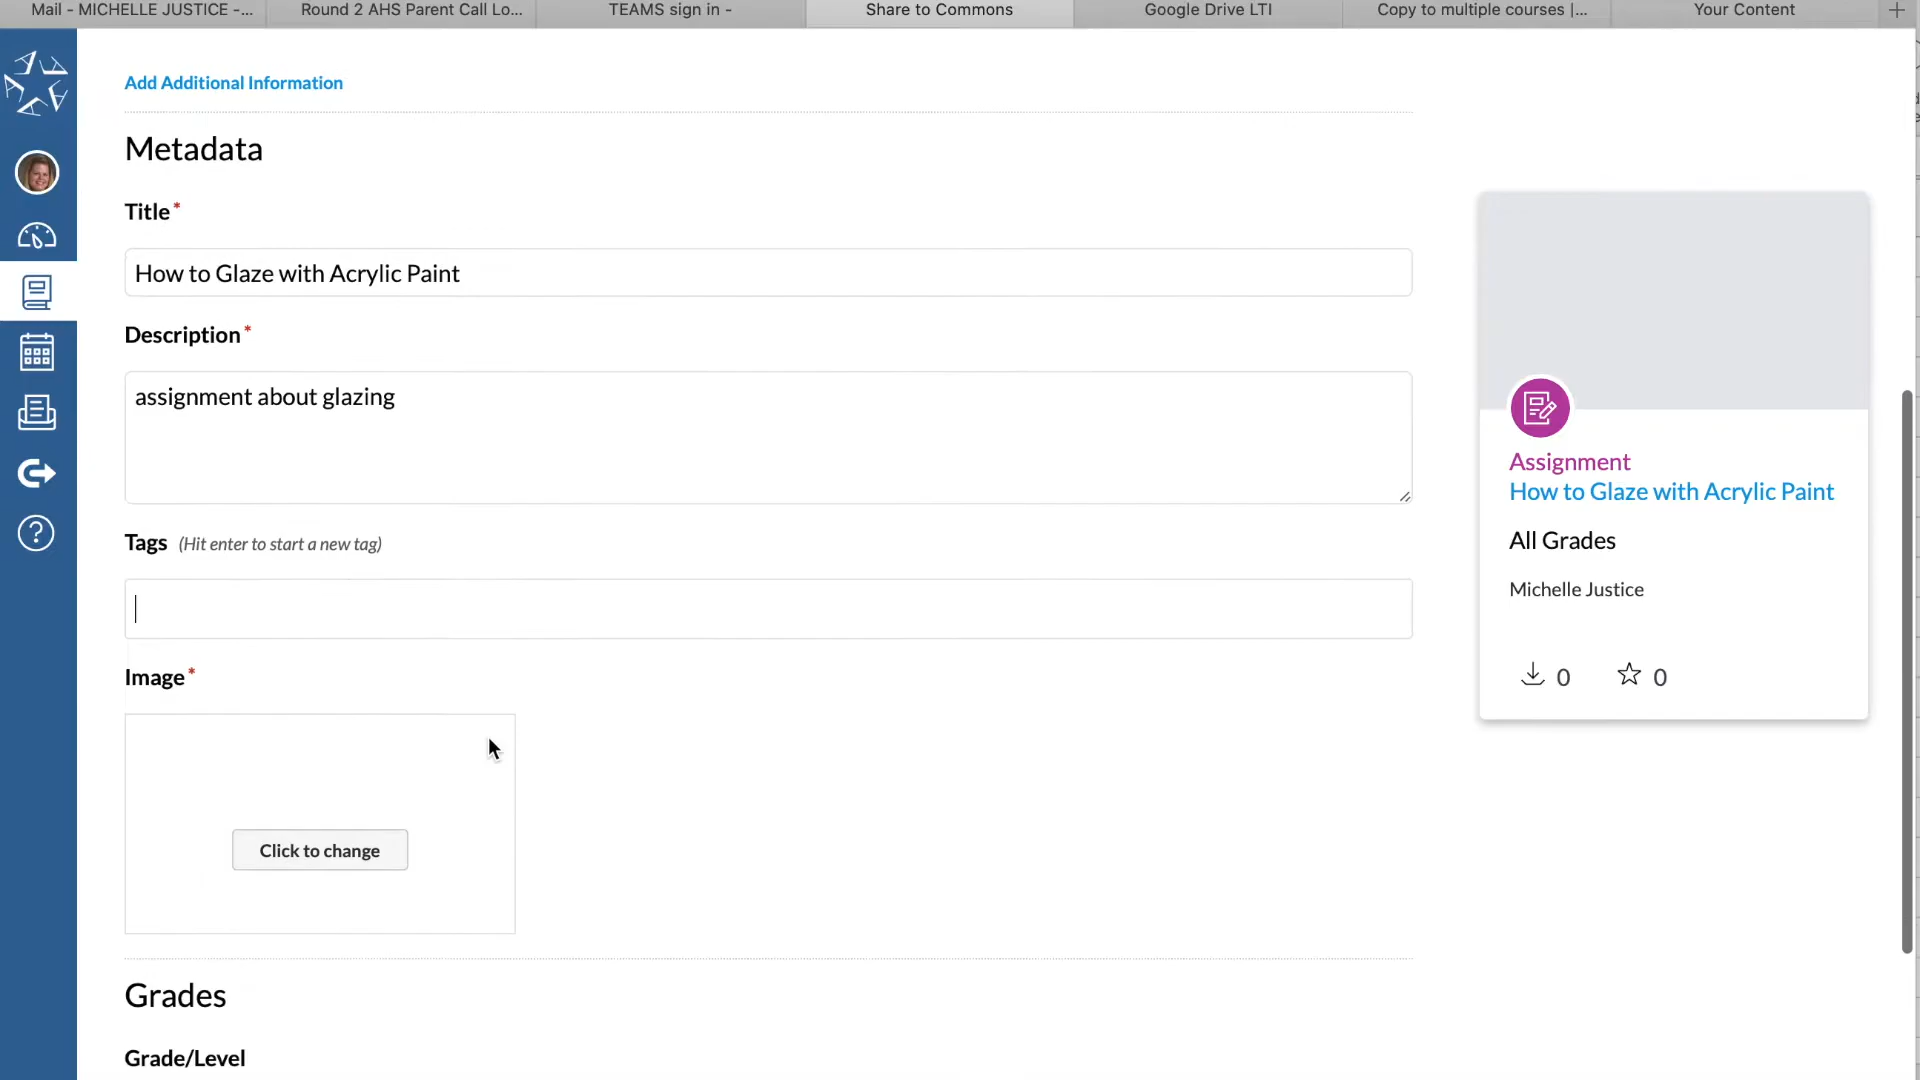 Mail - MICHELLE JUSTICE -...
Round 2 AHS Parent Call Lo...
TEAMS sign in -
Share to Commons
Google Drive LTI
Copy to multiple courses |...
Your Content
Add Additional Information
Metadata
Title*
How to Glaze with Acrylic Paint
Description*
assignment about glazing
Tags (Hit enter to start a new tag)
Image*
Click to change
Grades
Grade/Level
Assignment
How to Glaze with Acrylic Paint
All Grades
Michelle Justice
0 0